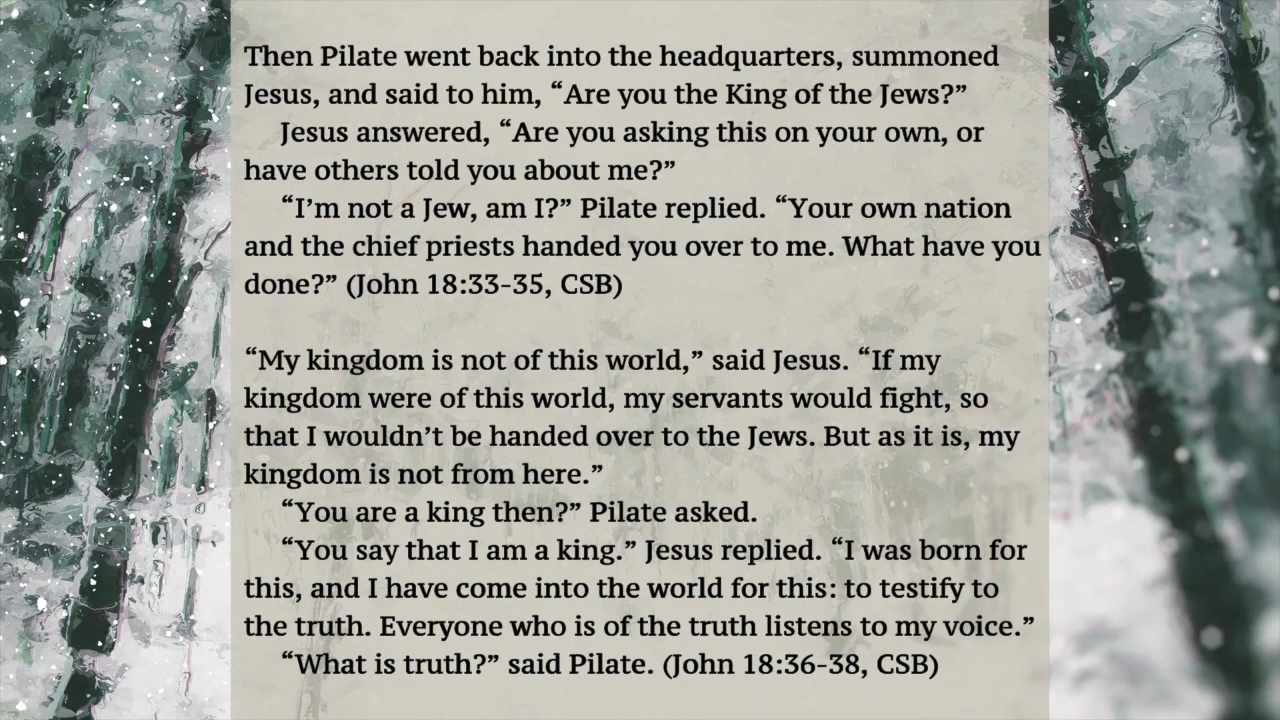 Then Pilate went back into the headquarters, summoned
Jesus, and said to him, “Are you the King of the Jews?”
Jesus answered, “Are you asking this on your own, or
have others told you about me?”
“I’m not a Jew, am I?” Pilate replied. “Your own nation
and the chief priests handed you over to me. What have you
done?” (John 18:33-35, CSB)
“My kingdom is not of this world,” said Jesus. “If my
kingdom were of this world, my servants would fight, so
that I wouldn’t be handed over to the Jews. But as it is, my
kingdom is not from here.”
“You are a king then?” Pilate asked.
“You say that I am a king.” Jesus replied. “I was born for
this, and I have come into the world for this: to testify to
the truth. Everyone who is of the truth listens to my voice.”
“What is truth?” said Pilate. (John 18:36-38, CSB)